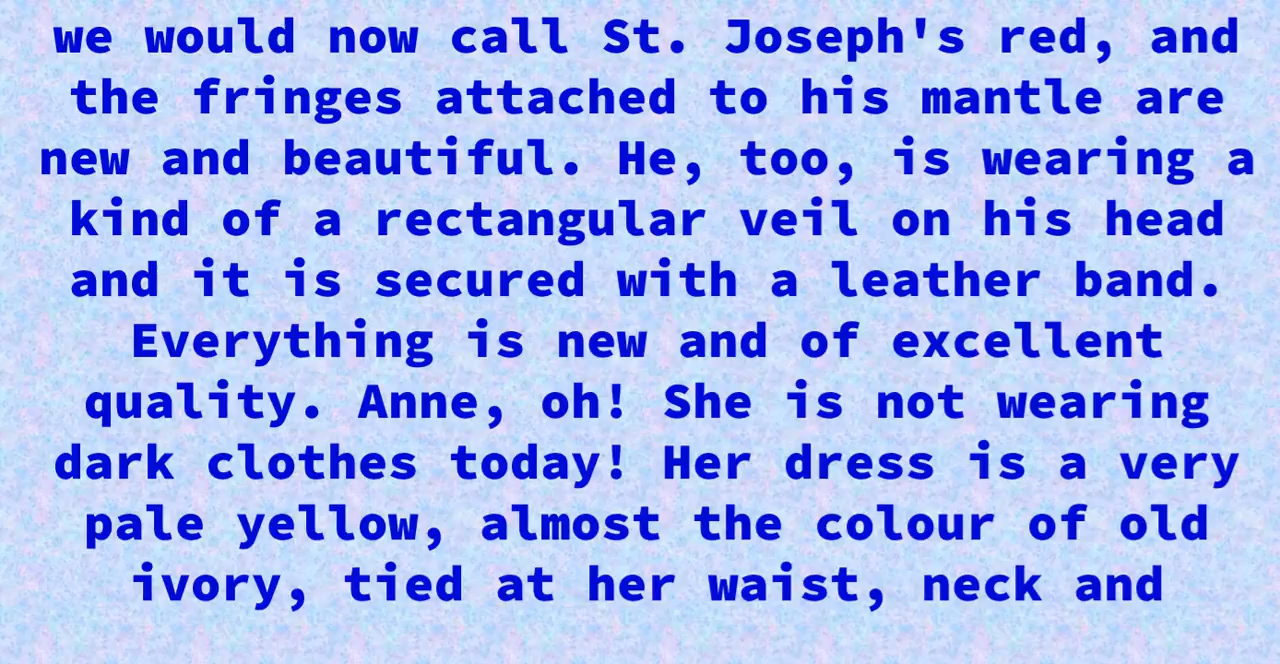 we would now call St. Joseph's red, and
the fringes attached to his mantle are
new and beautiful. He, too, is wearing a
kind of a rectangular veil on his head
and it is secured with a leather band.
Everything is new and of excellent
quality. Anne, oh! She is not wearing
dark clothes today! Her dress is a very
pale yellow, almost the colour of old
ivory, tied at her waist, neck and